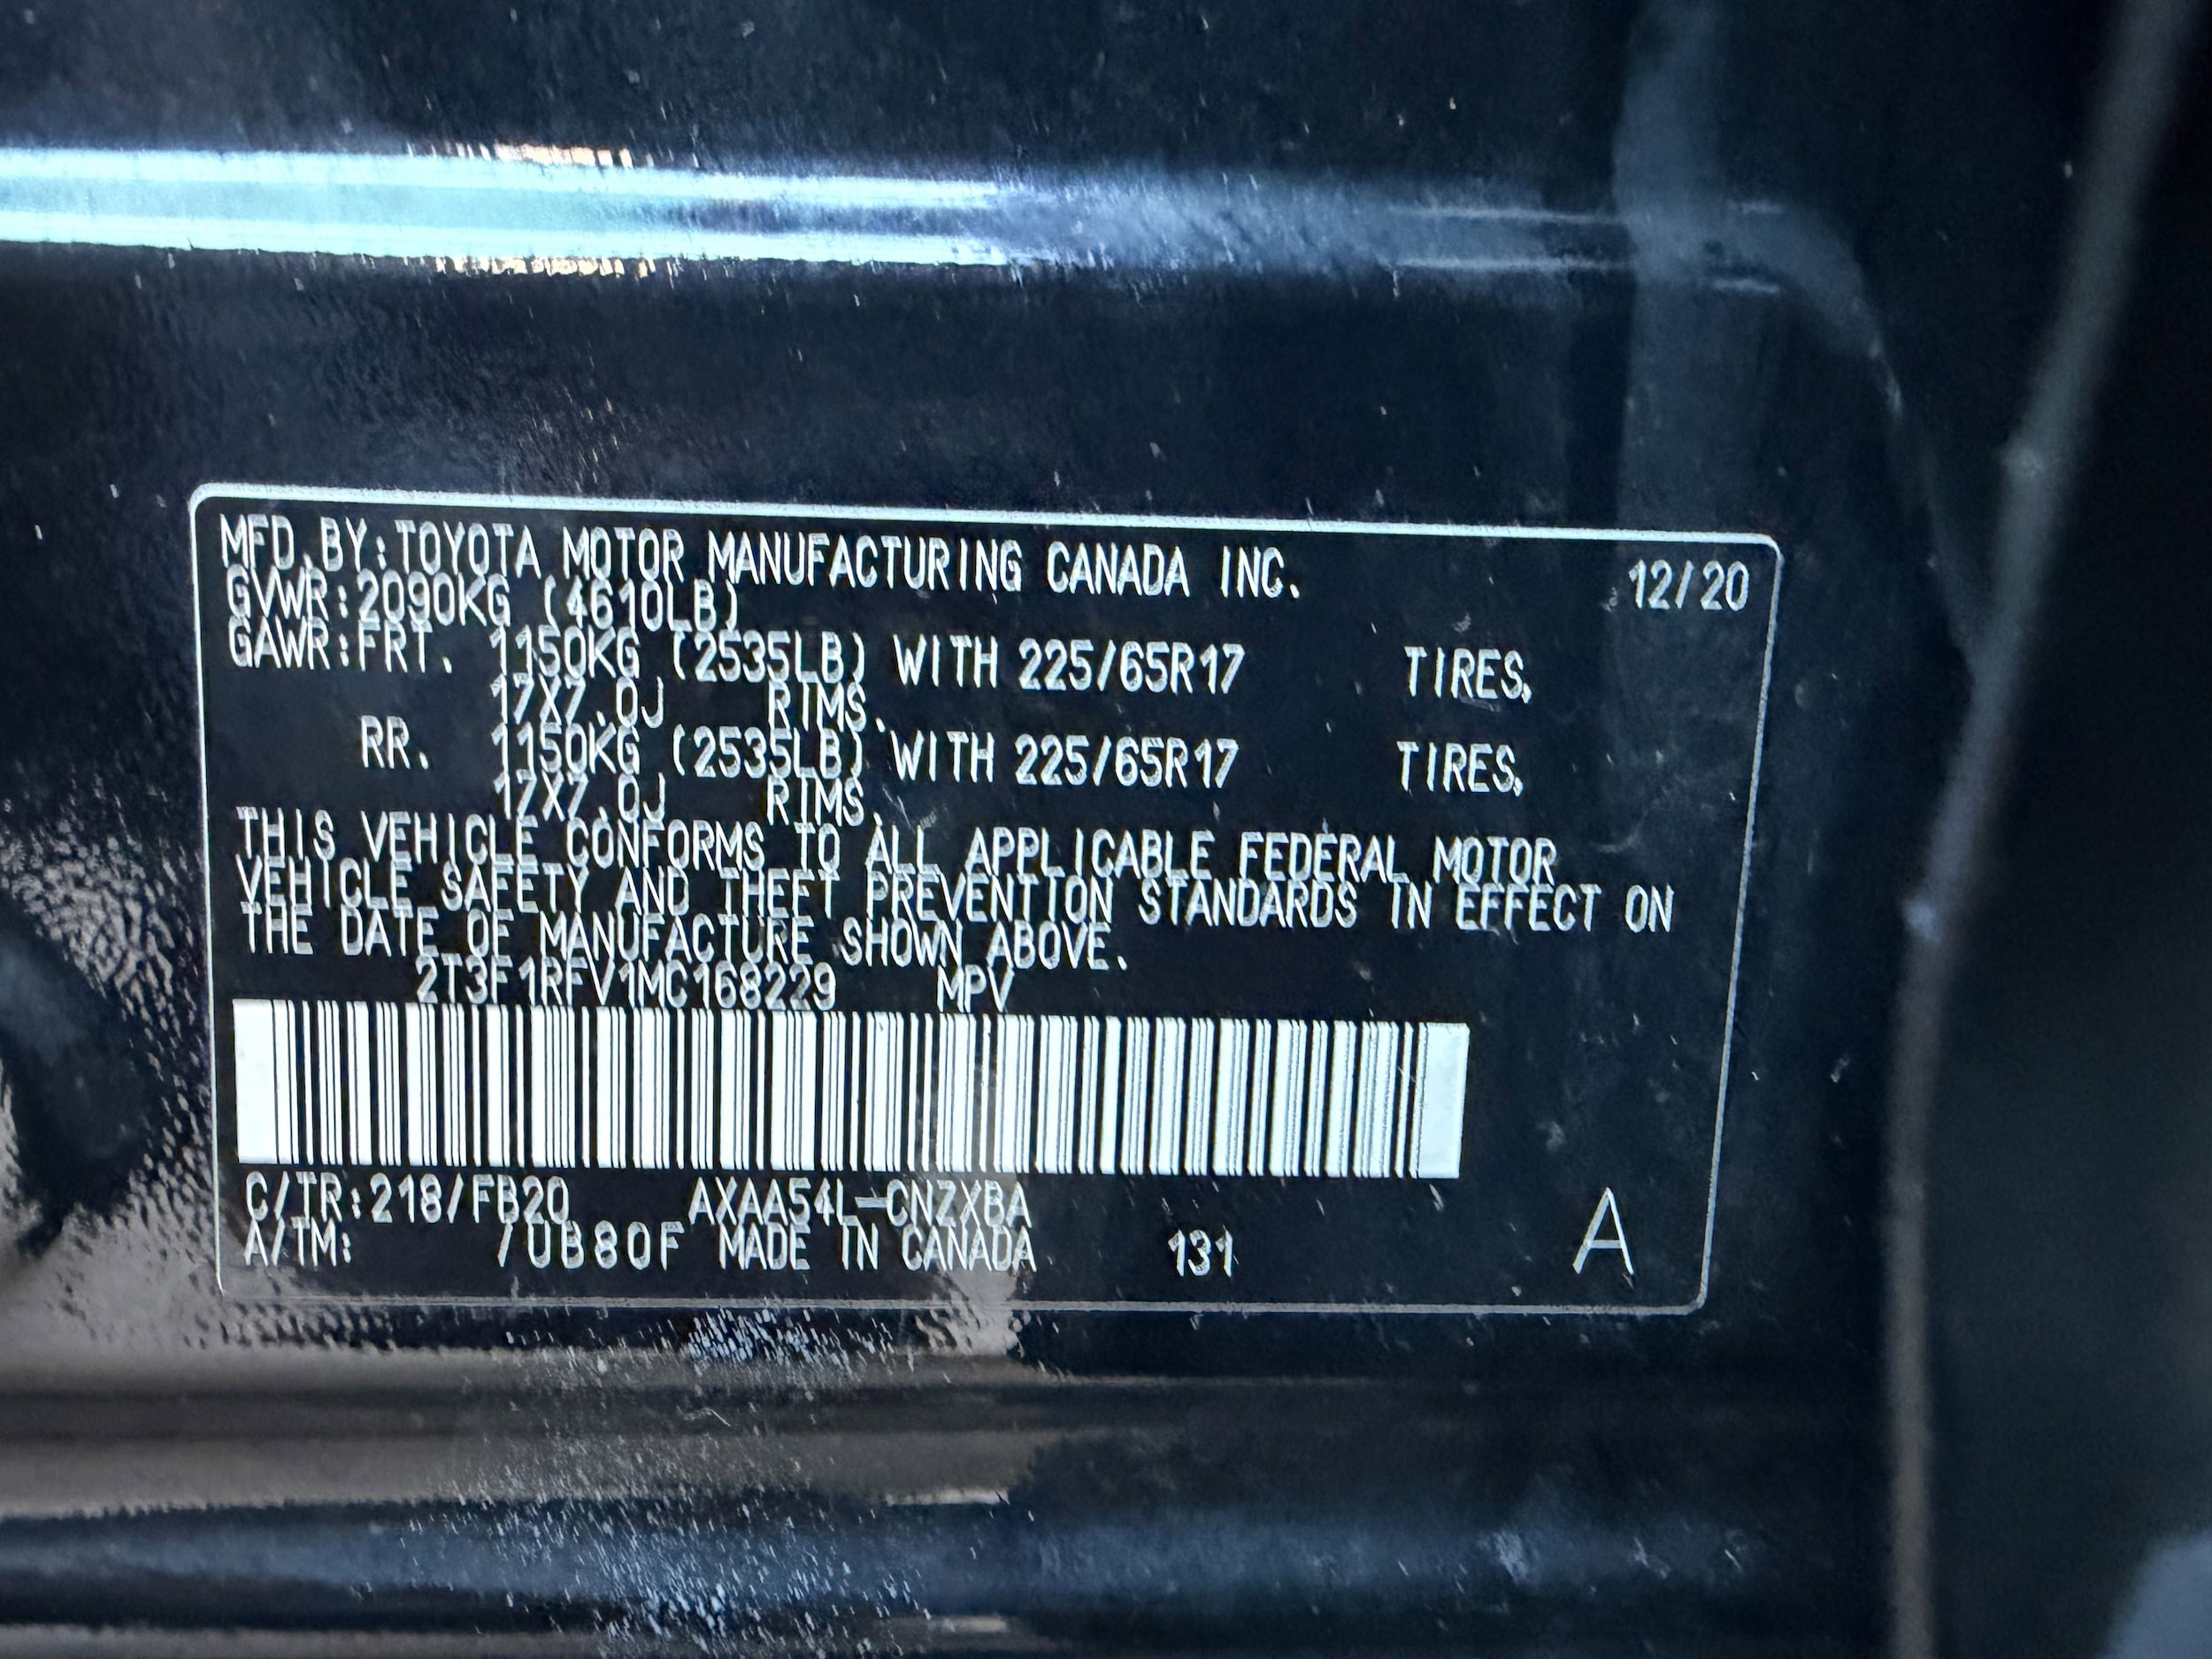 MFD.BY:TOYOTA MOTOR MANUFACTURING CANADA INC. 12/20
GVWR:2090KG (4610LB)
GAWR:FRT. 1150KG (2535LB) WITH 225/65R17 TIRES,
17X7.0J RIMS.
RR. 1150KG (2535LB) WITH 225/65R17 TIRES,
17X7.0J RIMS.
THIS VEHICLE CONFORMS TO ALL APPLICABLE FEDERAL MOTOR
VEHICLE SAFETY AND THEFT PREVENTION STANDARDS IN EFFECT ON
THE DATE OF MANUFACTURE SHOWN ABOVE.
2T3F1RFV1MC168229 MPV
C/TR:218/FB20 AXAA54L-CNZXBA
A/TM: /UB80F MADE IN CANADA 131 A